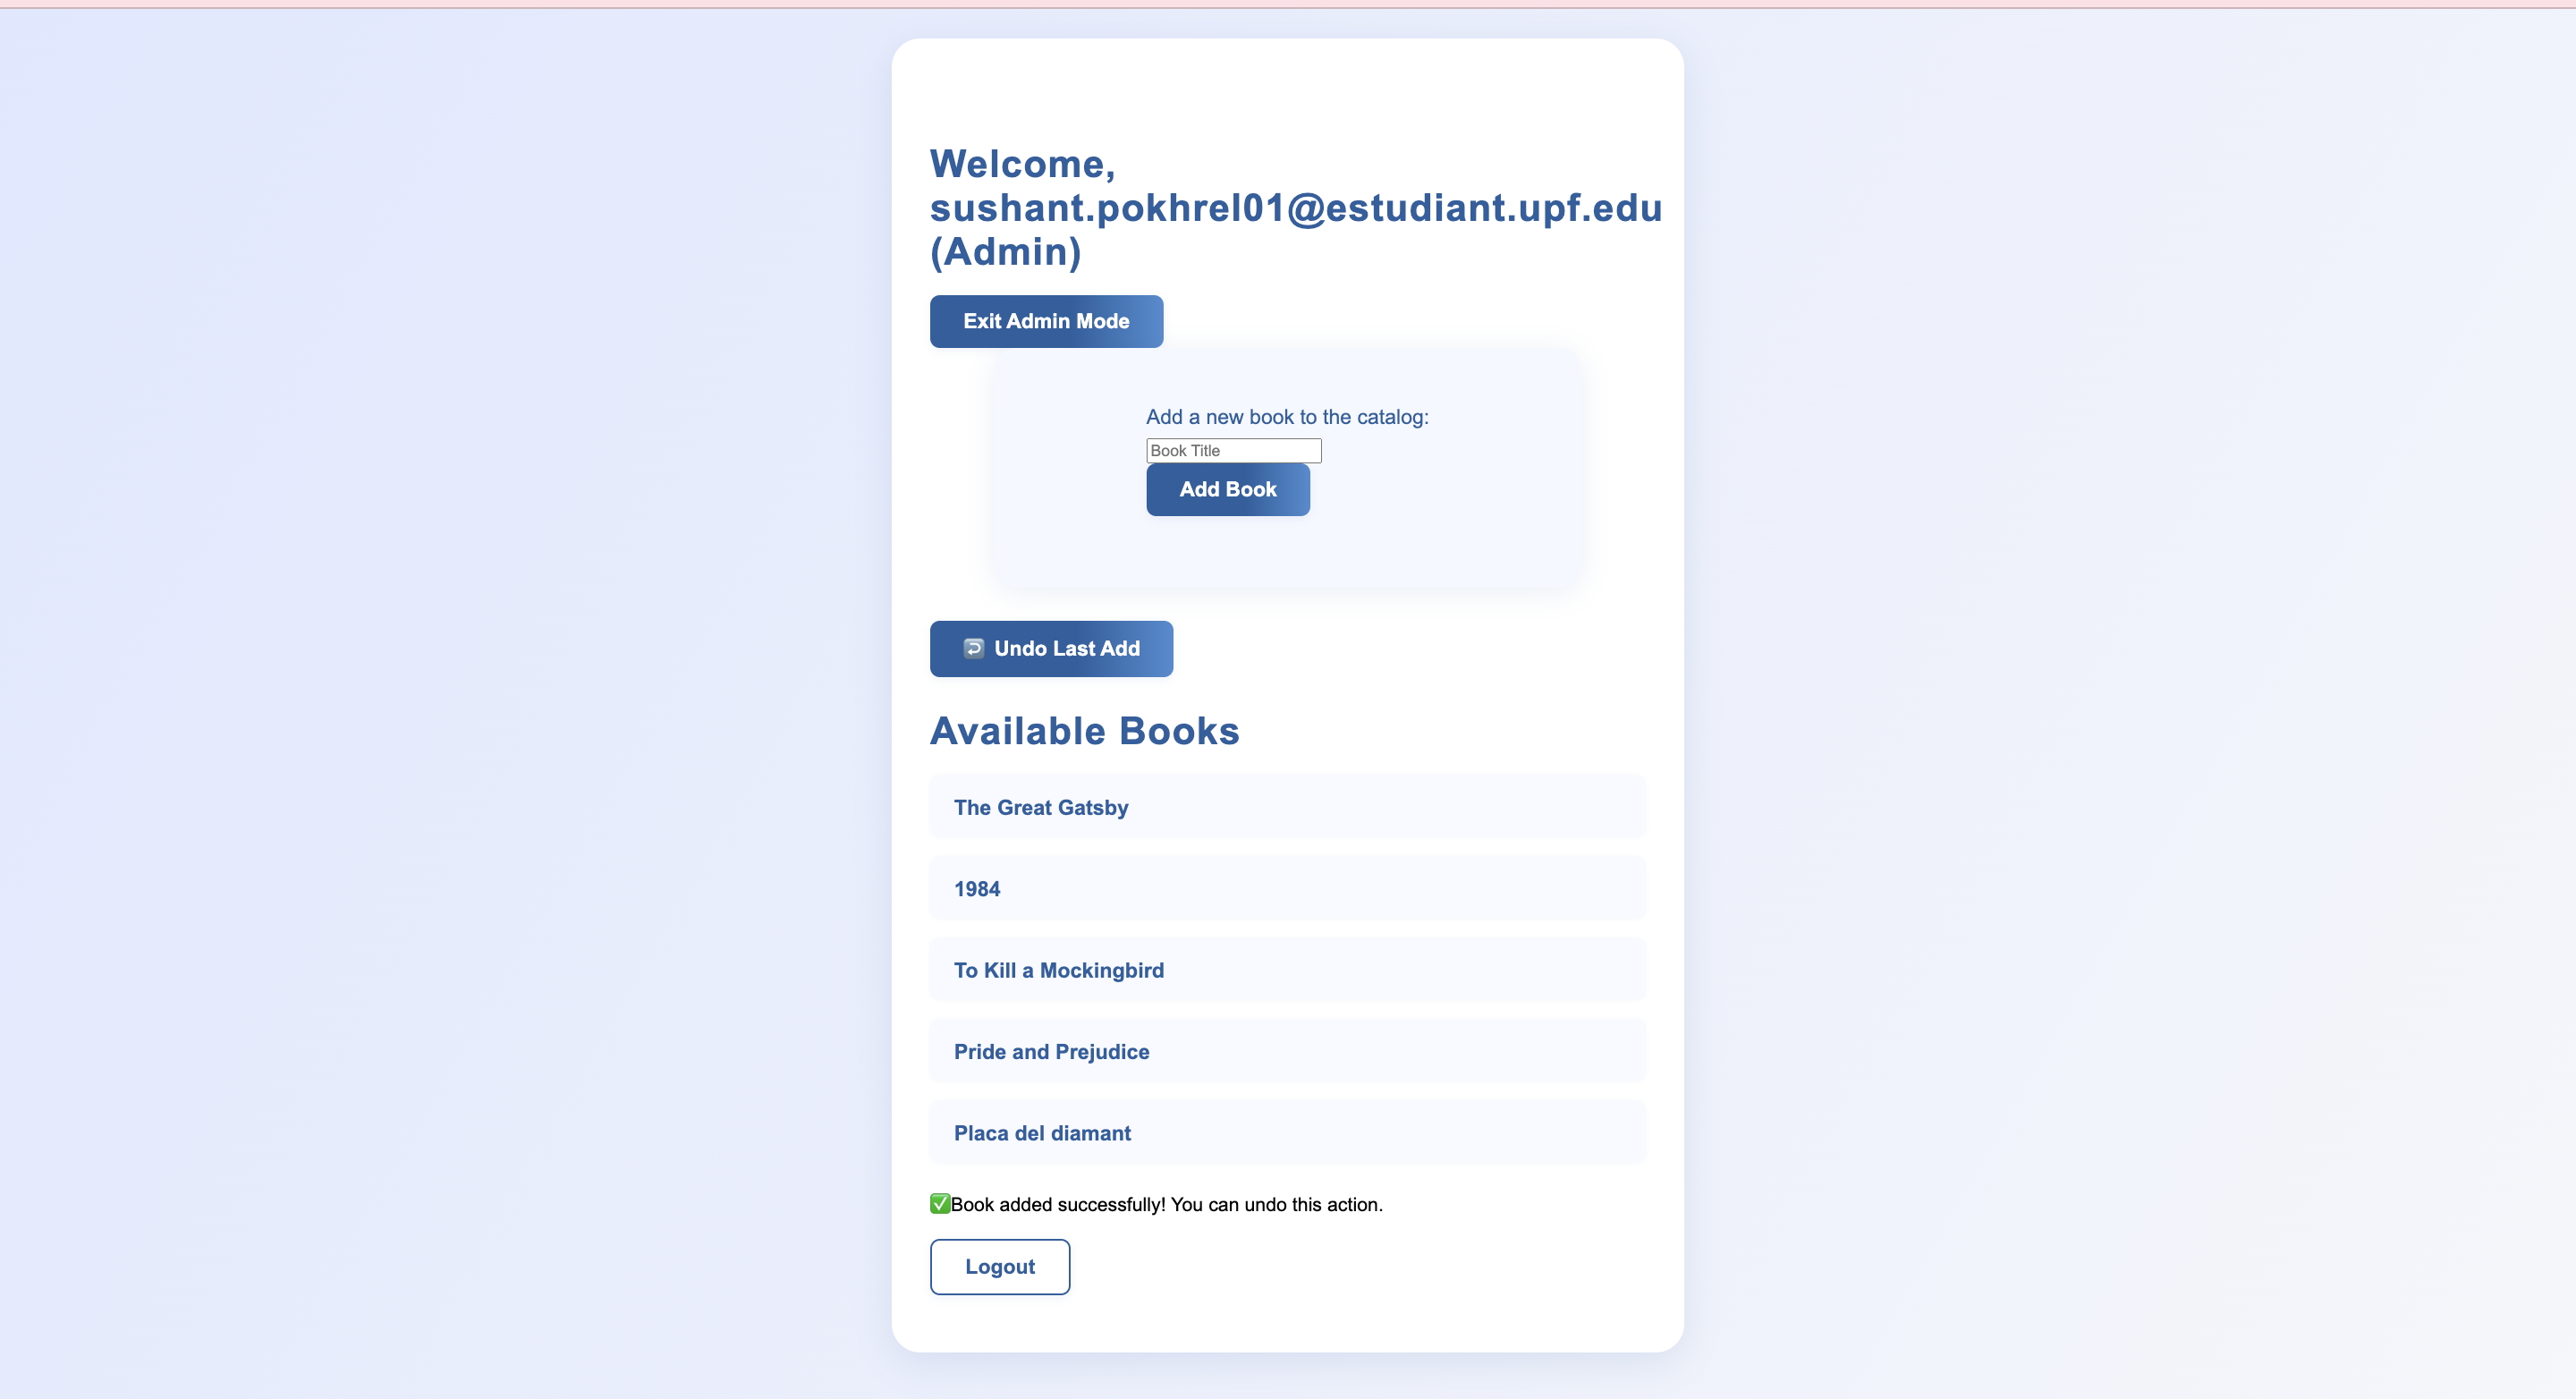 Welcome,
sushant.pokhrel01@estudiant.upf.edu
(Admin)
Exit Admin Mode
Add a new book to the catalog:
Book Title
Add Book
↩️ Undo Last Add
Available Books
The Great Gatsby
1984
To Kill a Mockingbird
Pride and Prejudice
Placa del diamant
✅Book added successfully! You can undo this action.
Logout